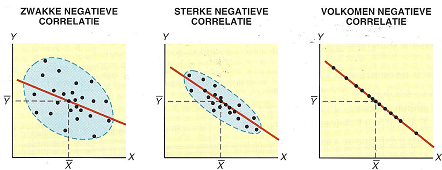 ZWAKKE NEGATIEVE
CORRELATIE
Y
Y̅
X̅
X
STERKE NEGATIEVE
CORRELATIE
Y
Y̅
X̅
X
VOLKOMEN NEGATIEVE
CORRELATIE
Y
Y̅
X̅
X